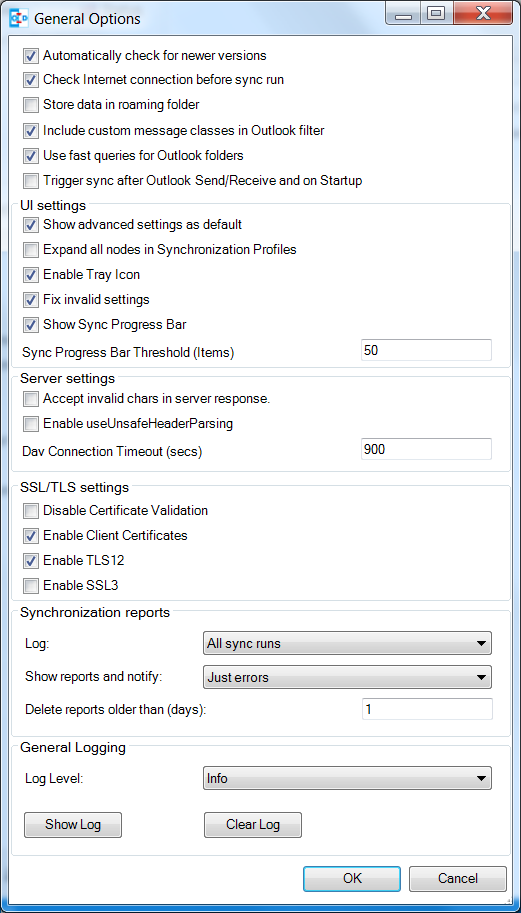 General Options
Automatically check for newer versions
Check Internet connection before sync run
Store data in roaming folder
Include custom message classes in Outlook filter
Use fast queries for Outlook folders
Trigger sync after Outlook Send/Receive and on Startup
UI settings
Show advanced settings as default
Expand all nodes in Synchronization Profiles
Enable Tray Icon
Fix invalid settings
Show Sync Progress Bar
Sync Progress Bar Threshold (Items) 50
Server settings
Accept invalid chars in server response.
Enable useUnsafeHeaderParsing
Dav Connection Timeout (secs) 900
SSL/TLS settings
Disable Certificate Validation
Enable Client Certificates
Enable TLS12
Enable SSL3
Synchronization reports
Log: All sync runs
Show reports and notify: Just errors
Delete reports older than (days): 1
General Logging
Log Level: Info
Show Log Clear Log
OK Cancel